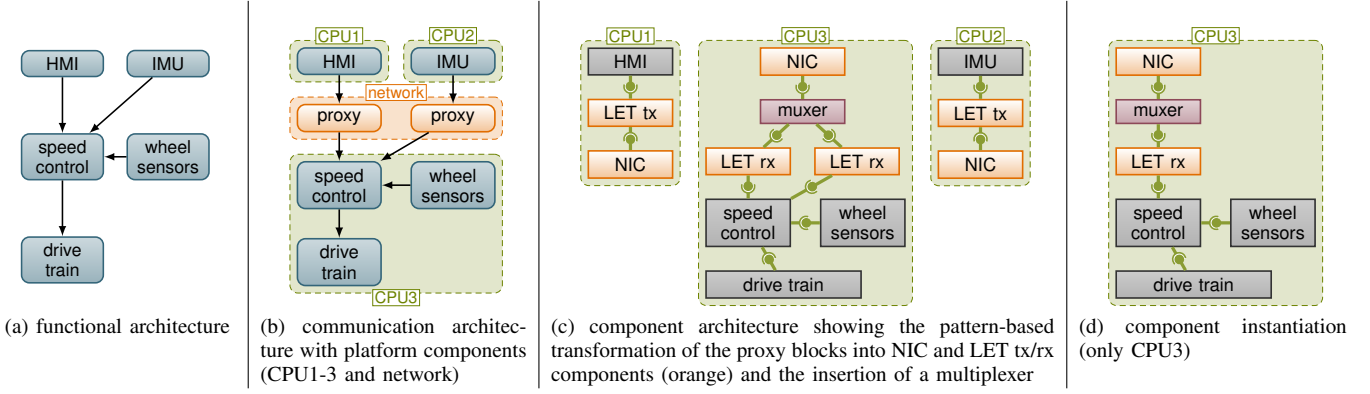 HMI
IMU
speed
control
wheel
sensors
drive
train
(a) functional architecture
CPU1
CPU2
HMI
IMU
network
proxy
proxy
speed
control
wheel
sensors
drive
train
CPU3
(b) communication architec-
ture with platform components
(CPU1-3 and network)
CPU1
HMI
LET tx
NIC
CPU3
NIC
muxer
LET rx
LET rx
speed
control
wheel
sensors
drive train
CPU2
IMU
LET tx
NIC
(c) component architecture showing the pattern-based
transformation of the proxy blocks into NIC and LET tx/rx
components (orange) and the insertion of a multiplexer
CPU3
NIC
muxer
LET rx
speed
control
wheel
sensors
drive train
(d) component instantiation
(only CPU3)